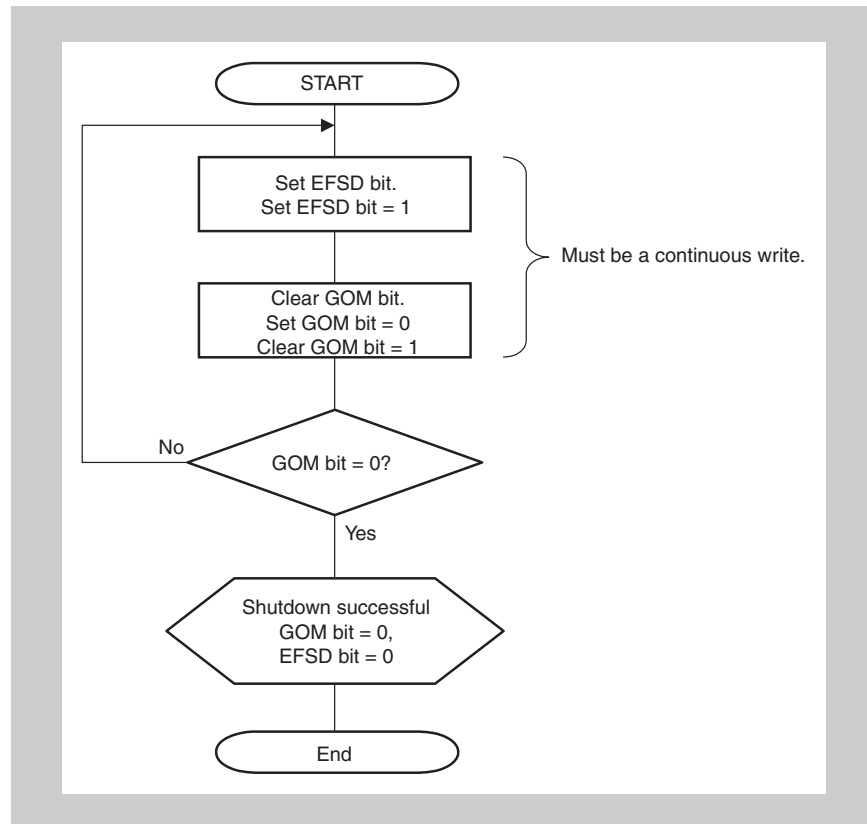 START
Set EFSD bit.
Set EFSD bit = 1
Must be a continuous write.
Clear GOM bit.
Set GOM bit = 0
Clear GOM bit = 1
No
GOM bit = 0?
Yes
Shutdown successful
GOM bit = 0,
EFSD bit = 0
End